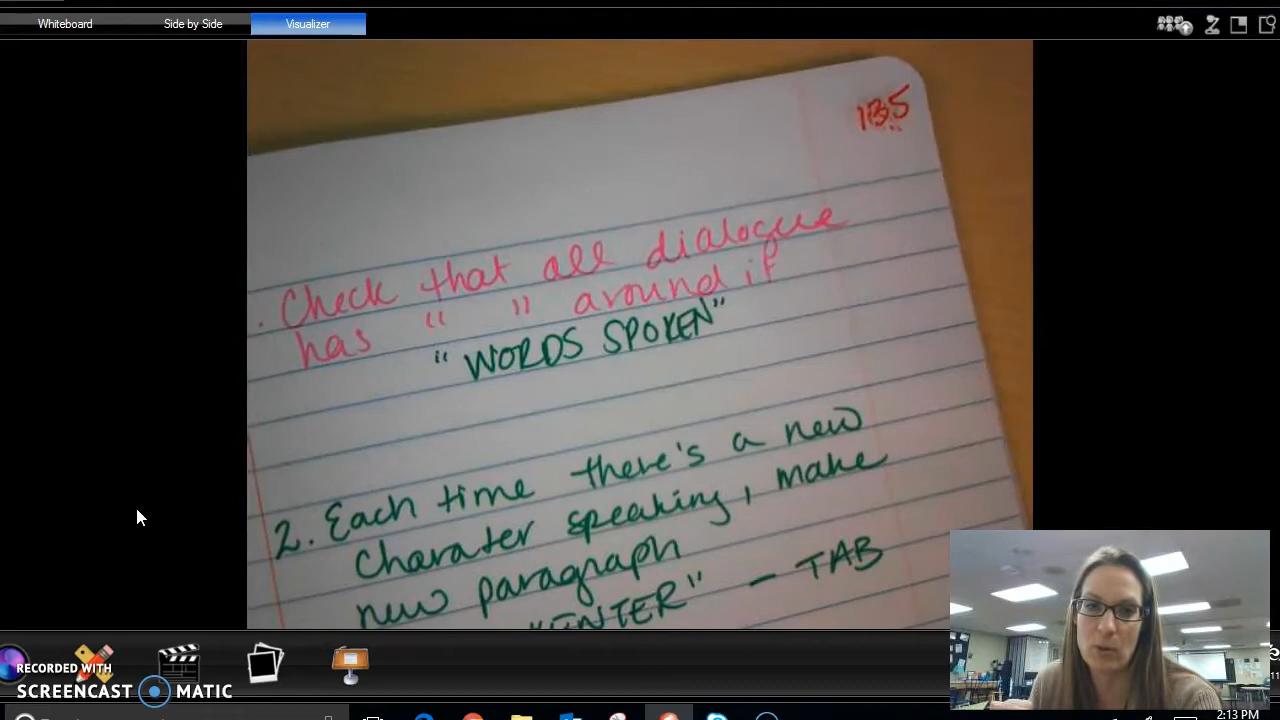 Whiteboard
Side by Side
Visualizer
135
. Check that all dialogue
has " " around it
"WORDS SPOKEN"
2. Each time there's a new
charater speaking, make
new paragraph
"ENTER" - TAB
RECORDED WITH
SCREENCAST MATIC
2:13 PM